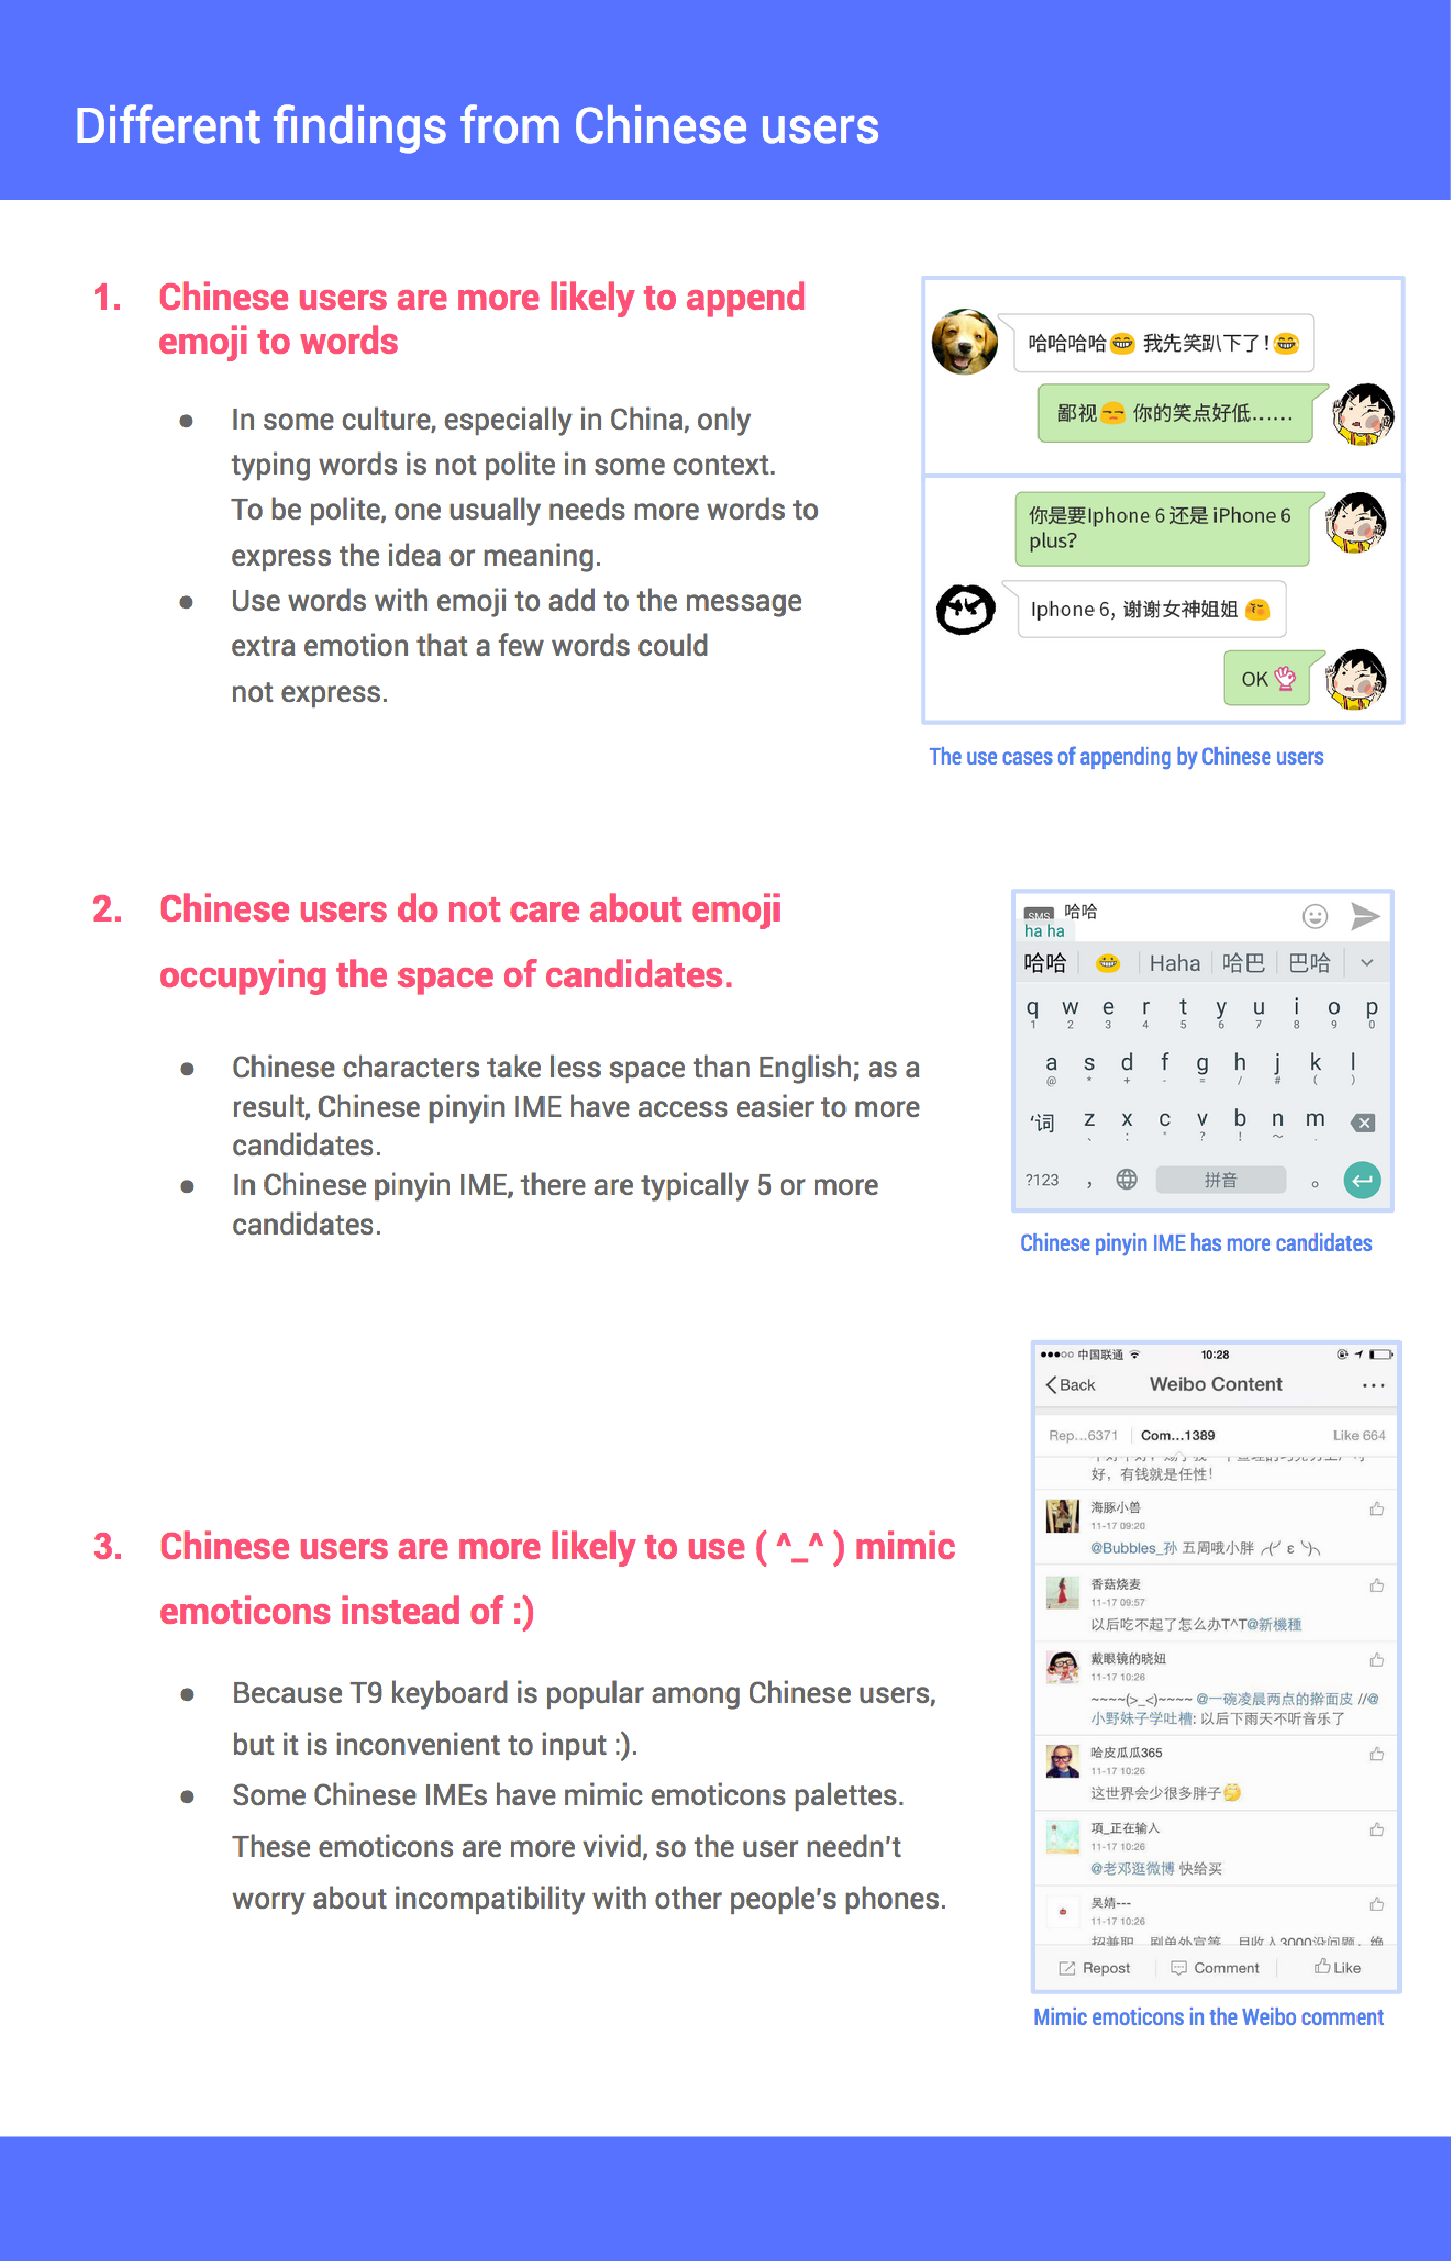 Different findings from Chinese users
1. Chinese users are more likely to append
emoji to words
● In some culture, especially in China, only
typing words is not polite in some context.
To be polite, one usually needs more words to
express the idea or meaning.
● Use words with emoji to add to the message
extra emotion that a few words could
not express.
哈哈哈哈😁 我先笑趴下了!😁
鄙视😒 你的笑点好低......
你是要Iphone 6 还是 iPhone 6
plus?
Iphone 6, 谢谢女神姐姐 😚
OK 👌
The use cases of appending by Chinese users
2. Chinese users do not care about emoji
occupying the space of candidates.
● Chinese characters take less space than English; as a
result, Chinese pinyin IME have access easier to more
candidates.
● In Chinese pinyin IME, there are typically 5 or more
candidates.
SMS 哈哈
ha ha
哈哈 😁 Haha 哈巴 巴哈
q w e r t y u i o p
1 2 3 4 5 6 7 8 9 0
a s d f g h j k l
@ * + - = / # ( )
'词 z x c v b n m
、 : " ? ! ~ .
?123 , 拼音 。
Chinese pinyin IME has more candidates
3. Chinese users are more likely to use ( ^_^ ) mimic
emoticons instead of :)
● Because T9 keyboard is popular among Chinese users,
but it is inconvenient to input :).
● Some Chinese IMEs have mimic emoticons palettes.
These emoticons are more vivid, so the user needn't
worry about incompatibility with other people's phones.
中国联通 10:28
Back Weibo Content ...
Rep...6371 Com...1389 Like 664
好，有钱就是任性!
海豚小兽
11-17 09:20
@Bubbles_孙 五周哦小胖 ╭(╯ε╰)╮
香菇烧麦
11-17 09:57
以后吃不起了怎么办T^T@新機種
戴眼镜的晓妞
11-17 10:26
~~~~(>_<)~~~~ @一碗凌晨两点的擀面皮 //@
小野妹子学吐槽: 以后下雨天不听音乐了
哈皮瓜瓜365
11-17 10:26
这世界会少很多胖子
項_正在输入
11-17 10:26
@老邓逛微博 快给买
吴婧---
11-17 10:26
Repost Comment Like
Mimic emoticons in the Weibo comment